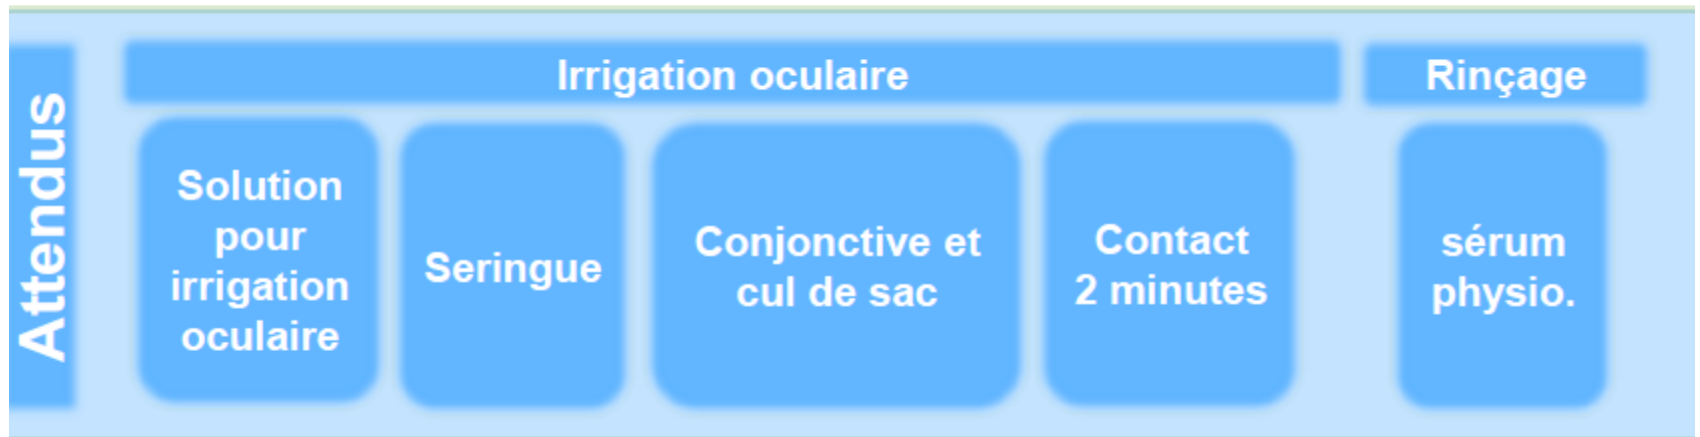 Attendus
Irrigation oculaire
Rinçage
Solution
pour
irrigation
oculaire
Seringue
Conjonctive et
cul de sac
Contact
2 minutes
sérum
physio.